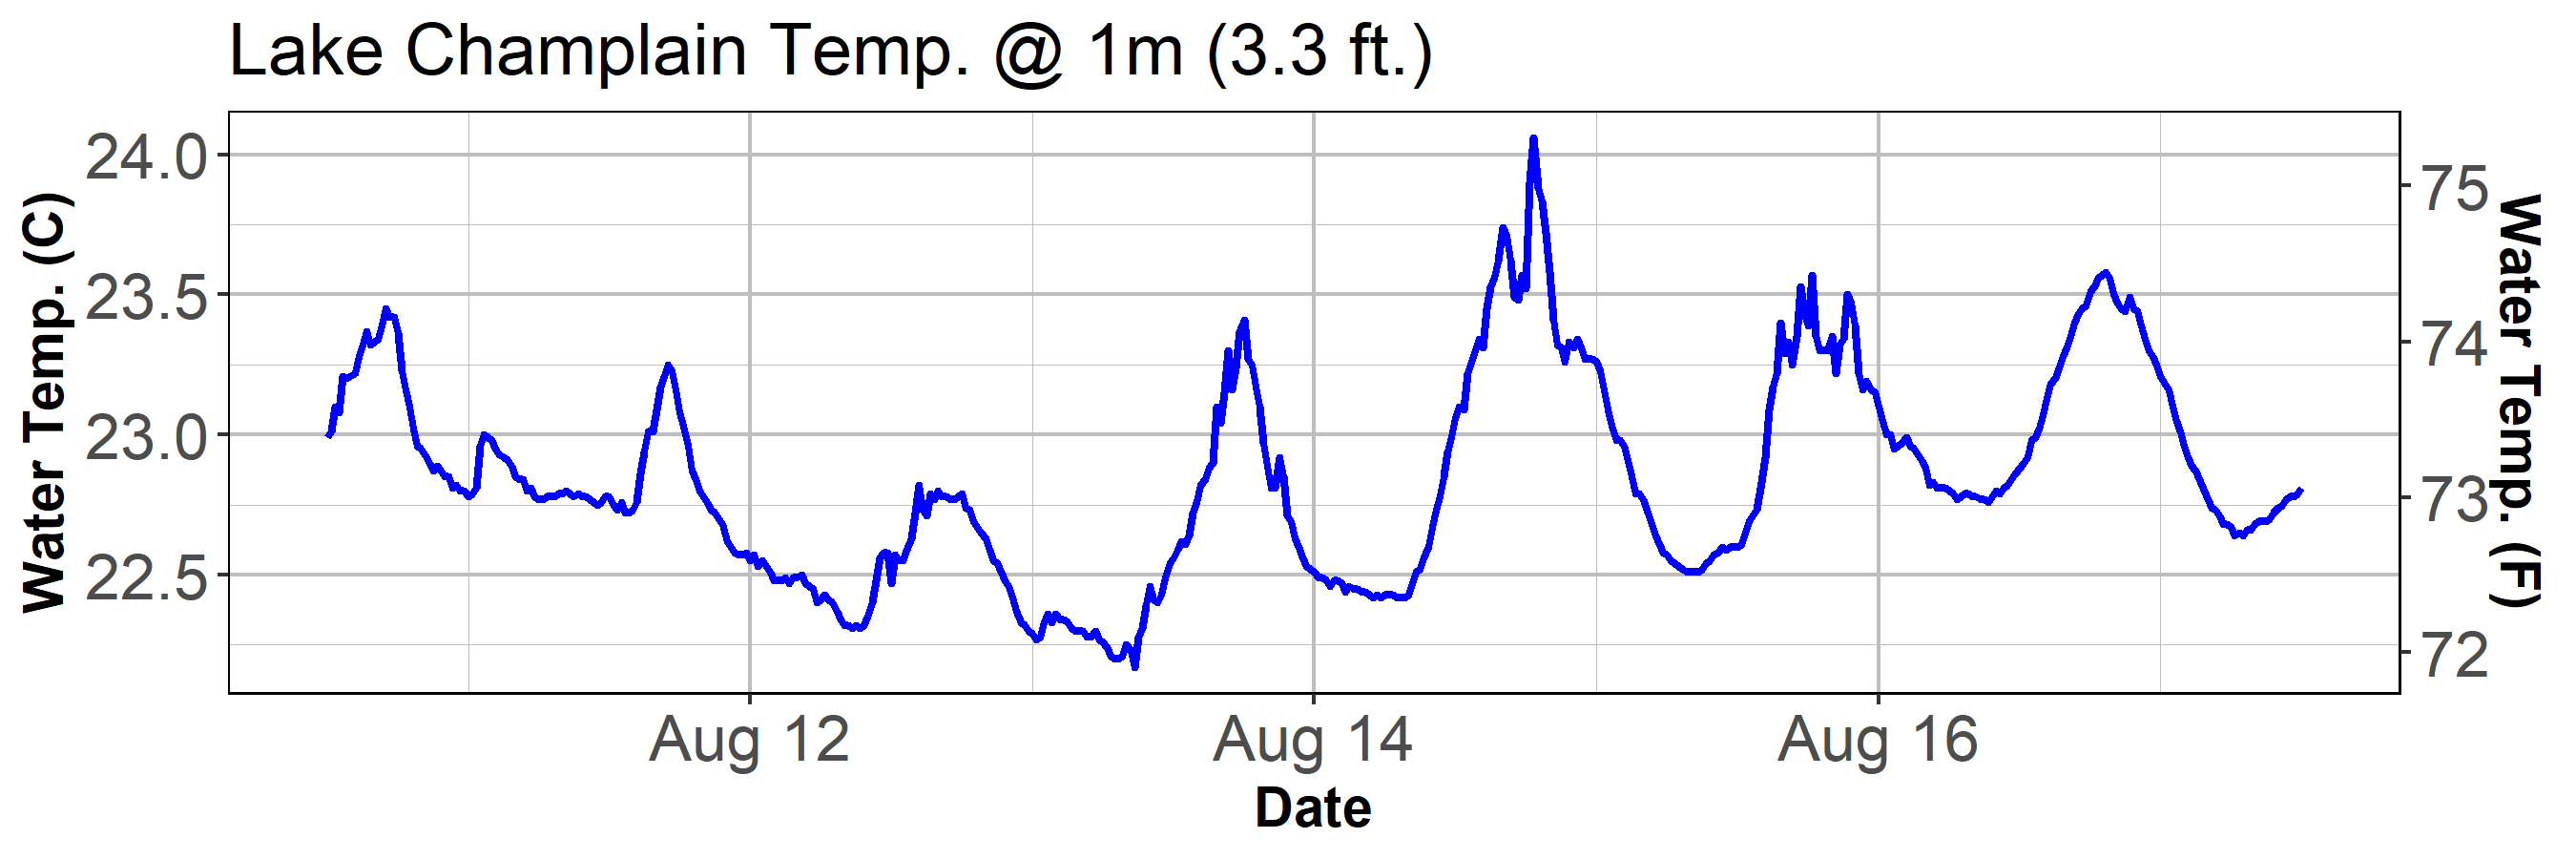 Lake Champlain Temp. @ 1m (3.3 ft.)
24.0
23.5
23.0
22.5
Water Temp. (C)
75
74
73
72
Water Temp. (F)
Aug 12
Aug 14
Aug 16
Date